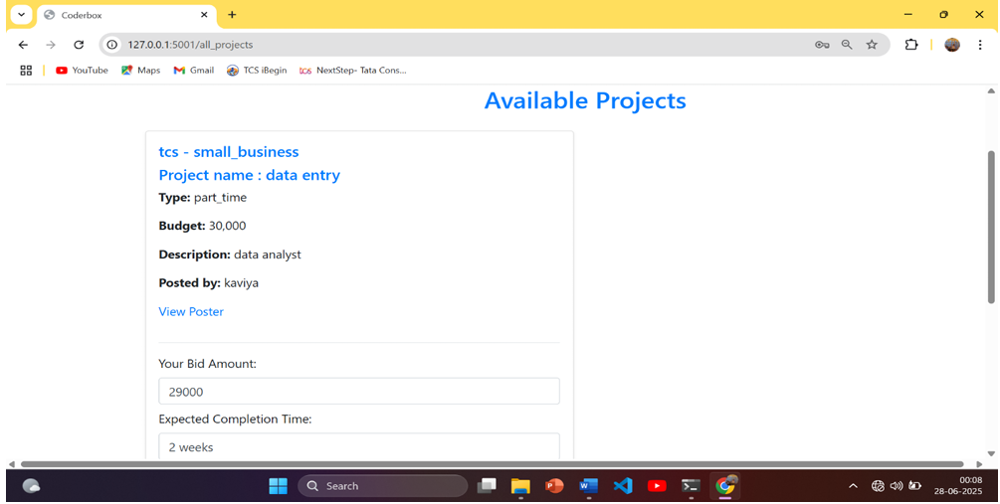 Coderbox
127.0.0.1:5001/all_projects
YouTube Maps Gmail TCS iBegin tcs NextStep- Tata Cons...
Available Projects
tcs - small_business
Project name : data entry
Type: part_time
Budget: 30,000
Description: data analyst
Posted by: kaviya
View Poster
Your Bid Amount:
29000
Expected Completion Time:
2 weeks
Search
00:08
28-06-2025